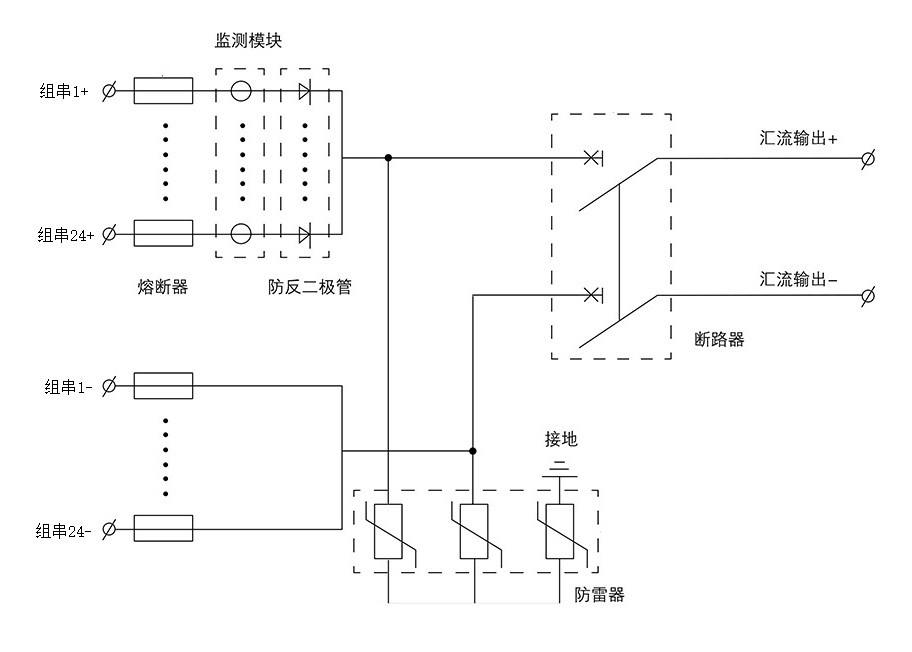 监测模块
组串1+
组串24+
熔断器
防反二极管
汇流输出+
汇流输出-
断路器
组串1-
组串24-
接地
防雷器